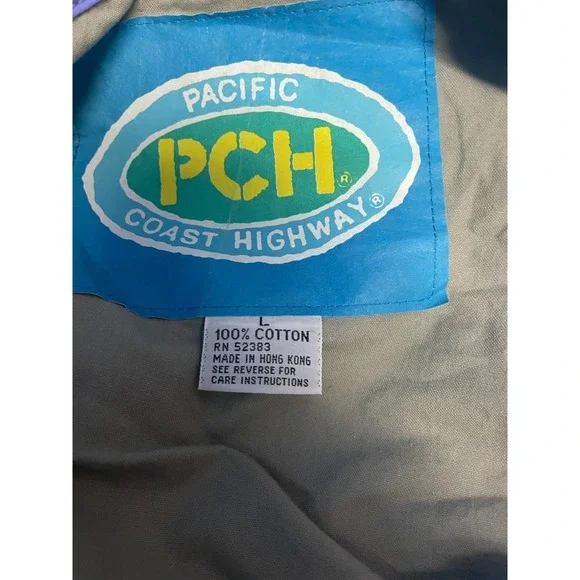 PACIFIC
PCH®
COAST HIGHWAY®
L
100% COTTON
RN 52383
MADE IN HONG KONG
SEE REVERSE FOR
CARE INSTRUCTIONS